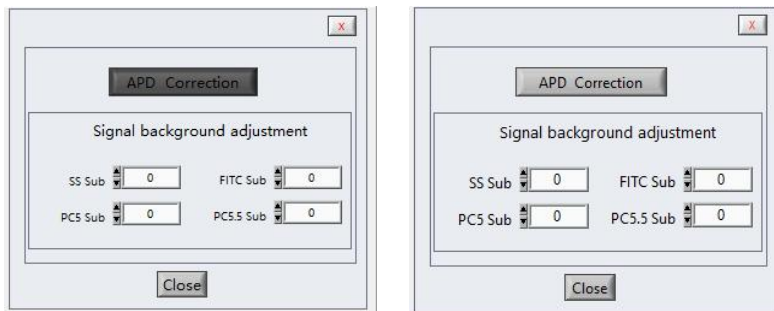 X
APD Correction
Signal background adjustment
SS Sub 0 FITC Sub 0
PC5 Sub 0 PC5.5 Sub 0
Close
X
APD Correction
Signal background adjustment
SS Sub 0 FITC Sub 0
PC5 Sub 0 PC5.5 Sub 0
Close